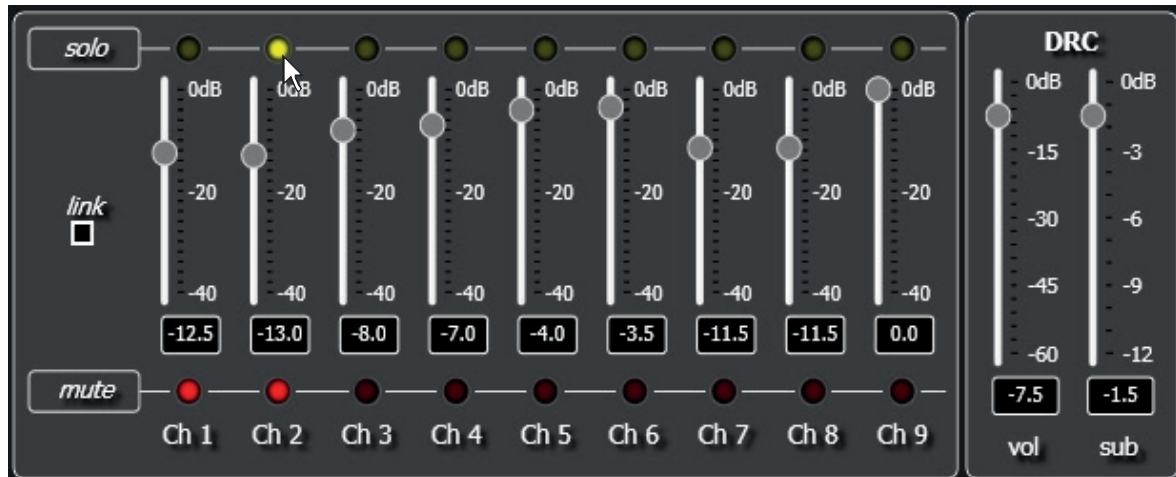 solo
DRC
0dB 0dB 0dB 0dB 0dB 0dB 0dB 0dB 0dB
0dB 0dB
-15 -3
-20 -20 -20 -20 -20 -20 -20 -20 -20
link
-30 -6
-40 -40 -40 -40 -40 -40 -40 -40 -40
-45 -9
-12.5 -13.0 -8.0 -7.0 -4.0 -3.5 -11.5 -11.5 0.0
-60 -12
mute
-7.5 -1.5
Ch 1 Ch 2 Ch 3 Ch 4 Ch 5 Ch 6 Ch 7 Ch 8 Ch 9
vol sub